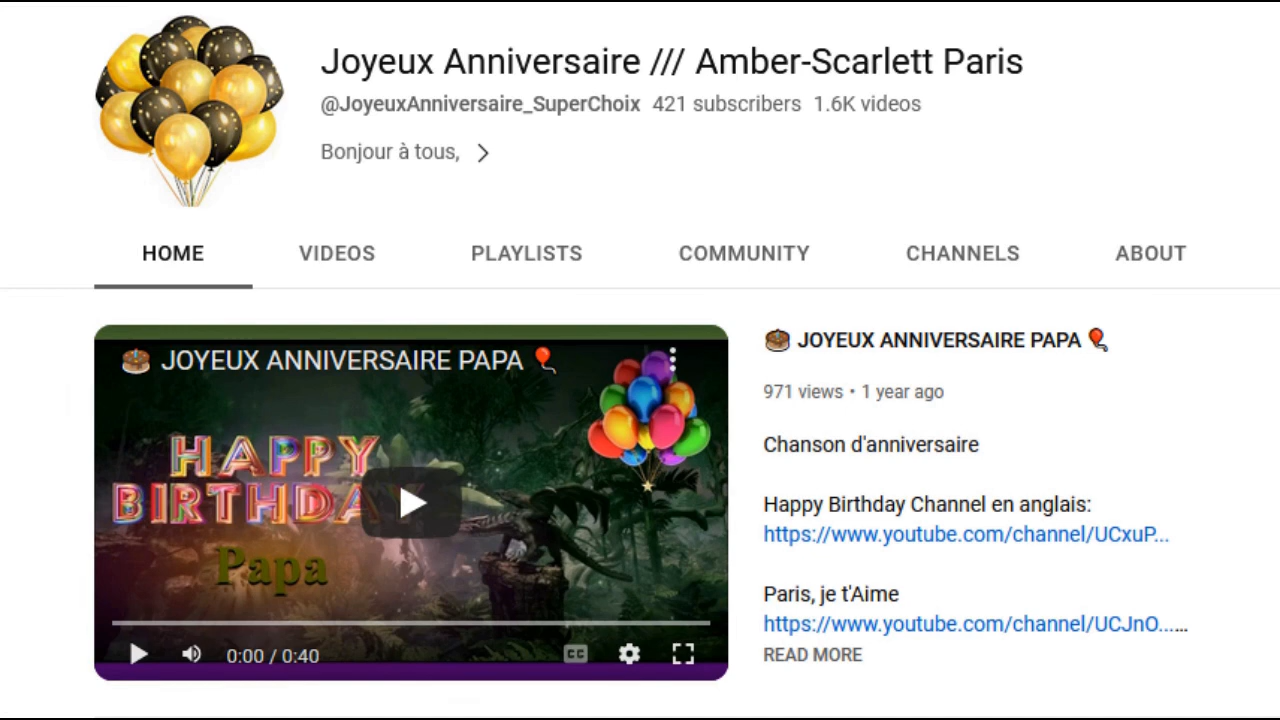 Joyeux Anniversaire /// Amber-Scarlett Paris
@JoyeuxAnniversaire_SuperChoix 421 subscribers 1.6K videos
Bonjour à tous,
HOME VIDEOS PLAYLISTS COMMUNITY CHANNELS ABOUT
JOYEUX ANNIVERSAIRE PAPA
HAPPY
BIRTHDAY
Papa
0:00 / 0:40
CC
JOYEUX ANNIVERSAIRE PAPA
971 views • 1 year ago
Chanson d'anniversaire
Happy Birthday Channel en anglais:
https://www.youtube.com/channel/UCxuP...
Paris, je t'Aime
https://www.youtube.com/channel/UCJnO......
READ MORE